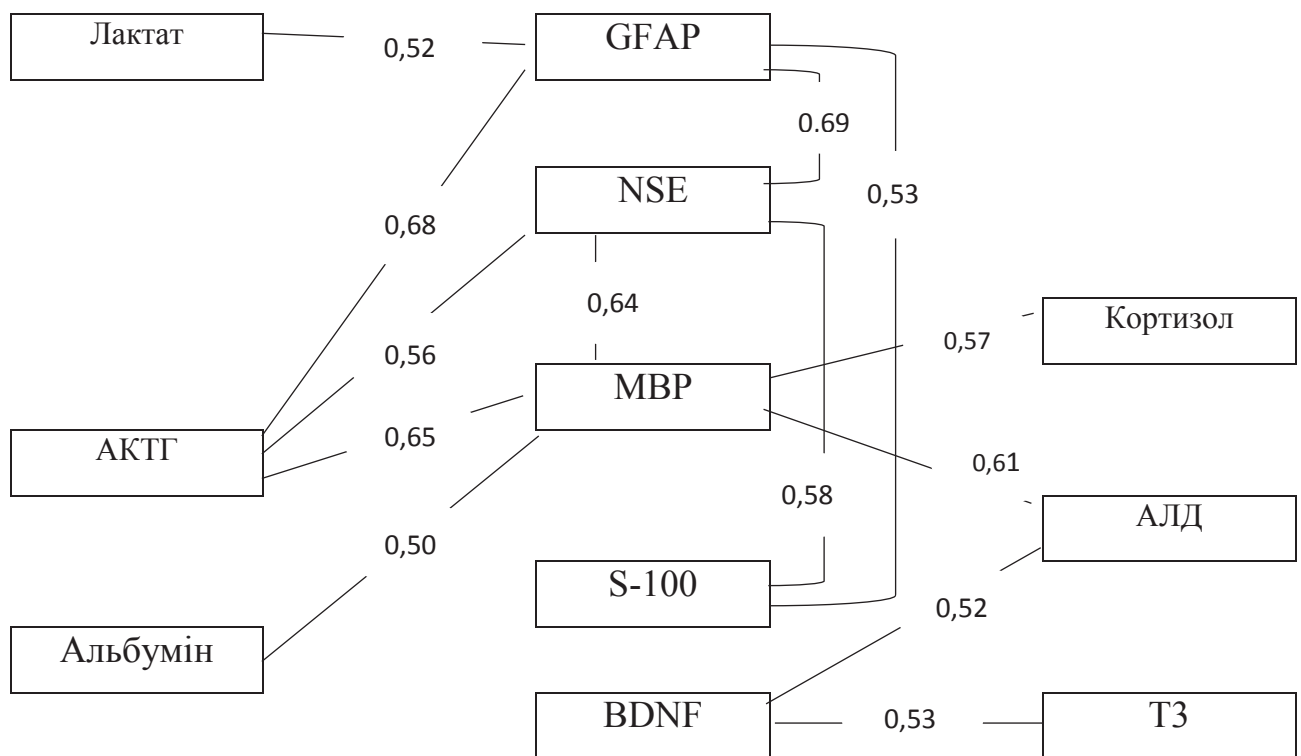 Лактат
0,52
GFAP
0.69
NSE
0,53
0,68
0,64
Кортизол
0,57
0,56
MBP
0,65
АКТГ
0,61
0,58
АЛД
0,50
S-100
0,52
Альбумін
BDNF
0,53
Т3